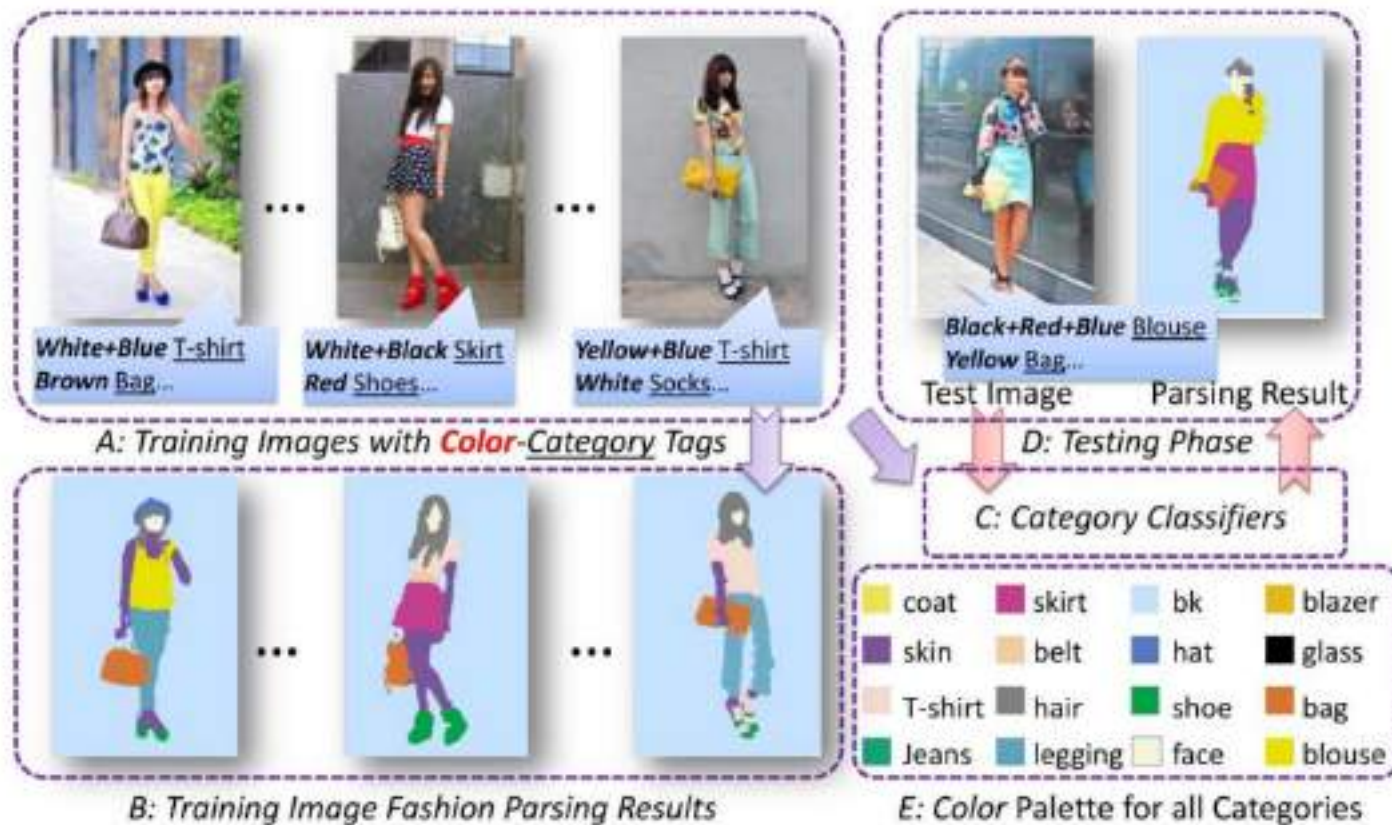 White+Blue T-shirt
Brown Bag...
White+Black Skirt
Red Shoes...
Yellow+Blue T-shirt
White Socks...
A: Training Images with Color-Category Tags
Black+Red+Blue Blouse
Yellow Bag...
Test Image
Parsing Result
D: Testing Phase
C: Category Classifiers
B: Training Image Fashion Parsing Results
coat
skirt
bk
blazer
skin
belt
hat
glass
T-shirt
hair
shoe
bag
Jeans
legging
face
blouse
E: Color Palette for all Categories